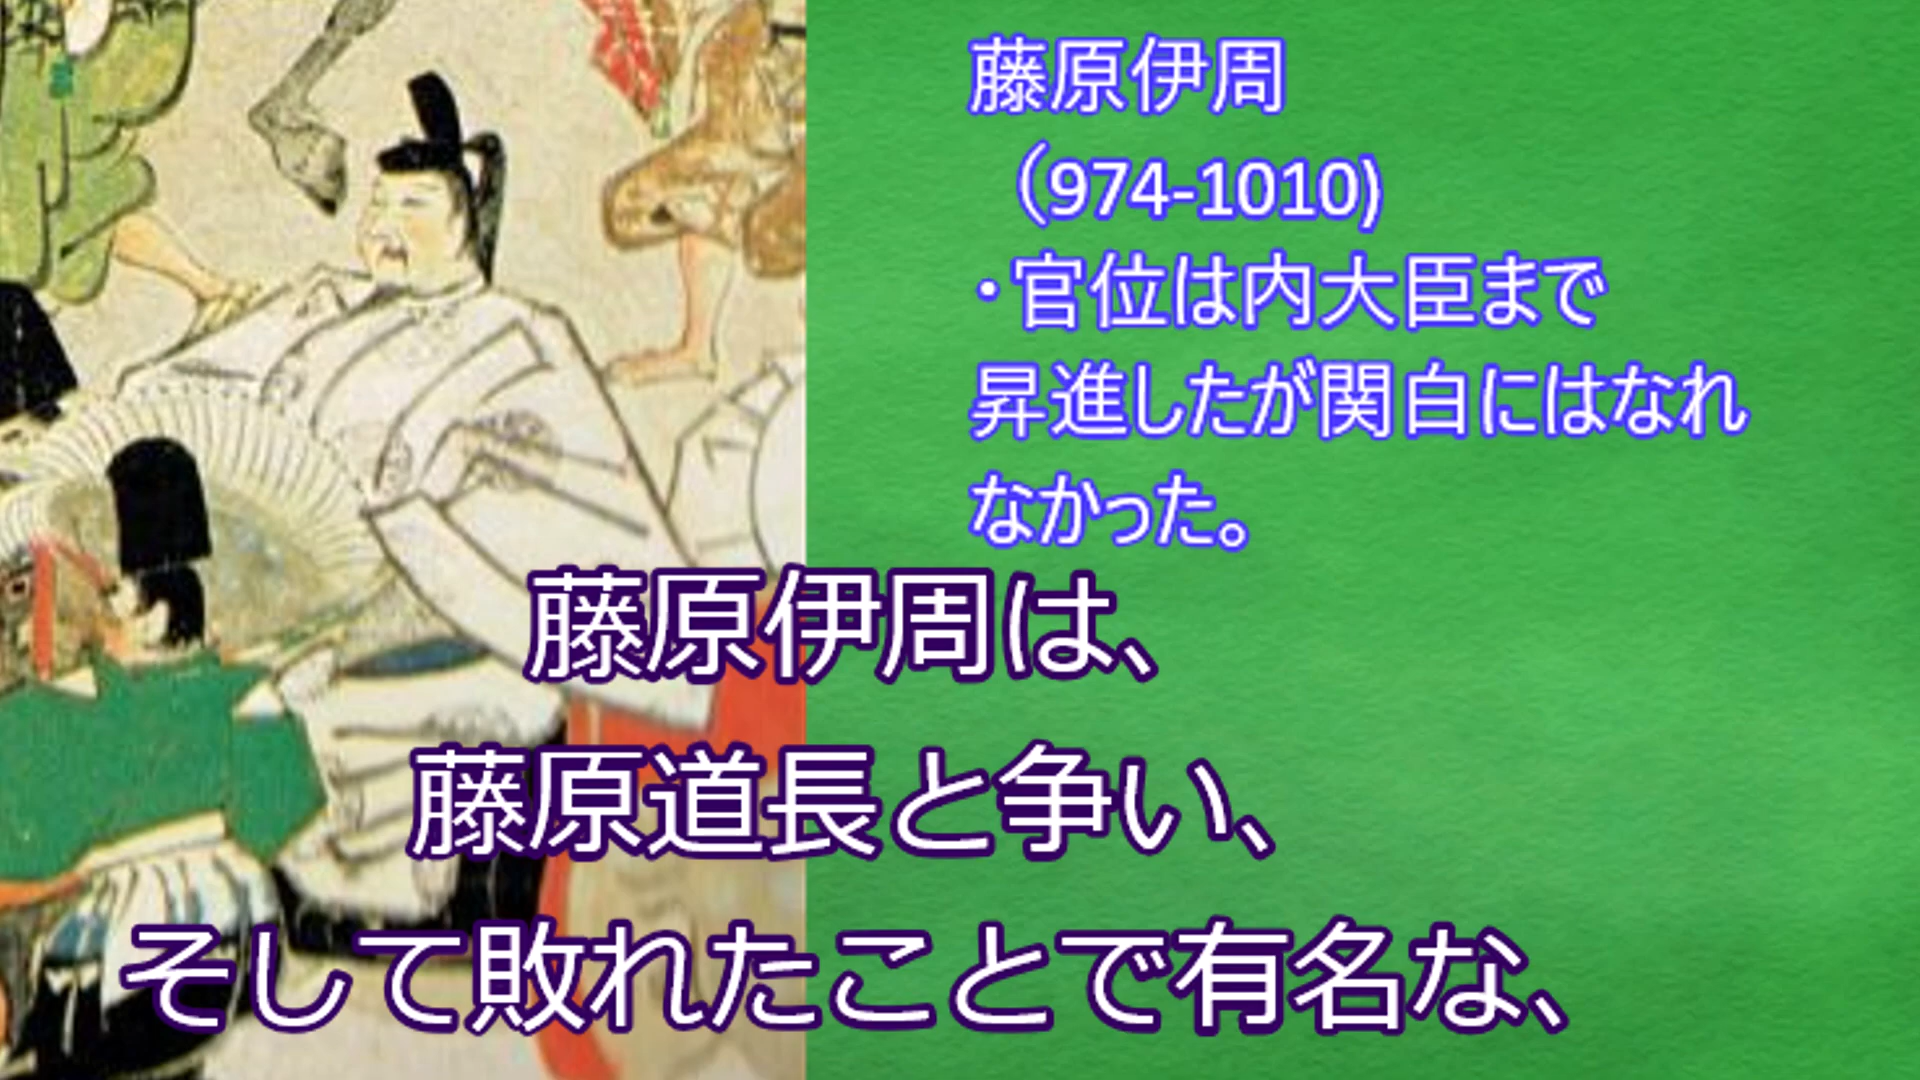 藤原伊周
（974-1010)
・官位は内大臣まで
昇進したが関白にはなれ
なかった。
藤原伊周は、
藤原道長と争い、
そして敗れたことで有名な、